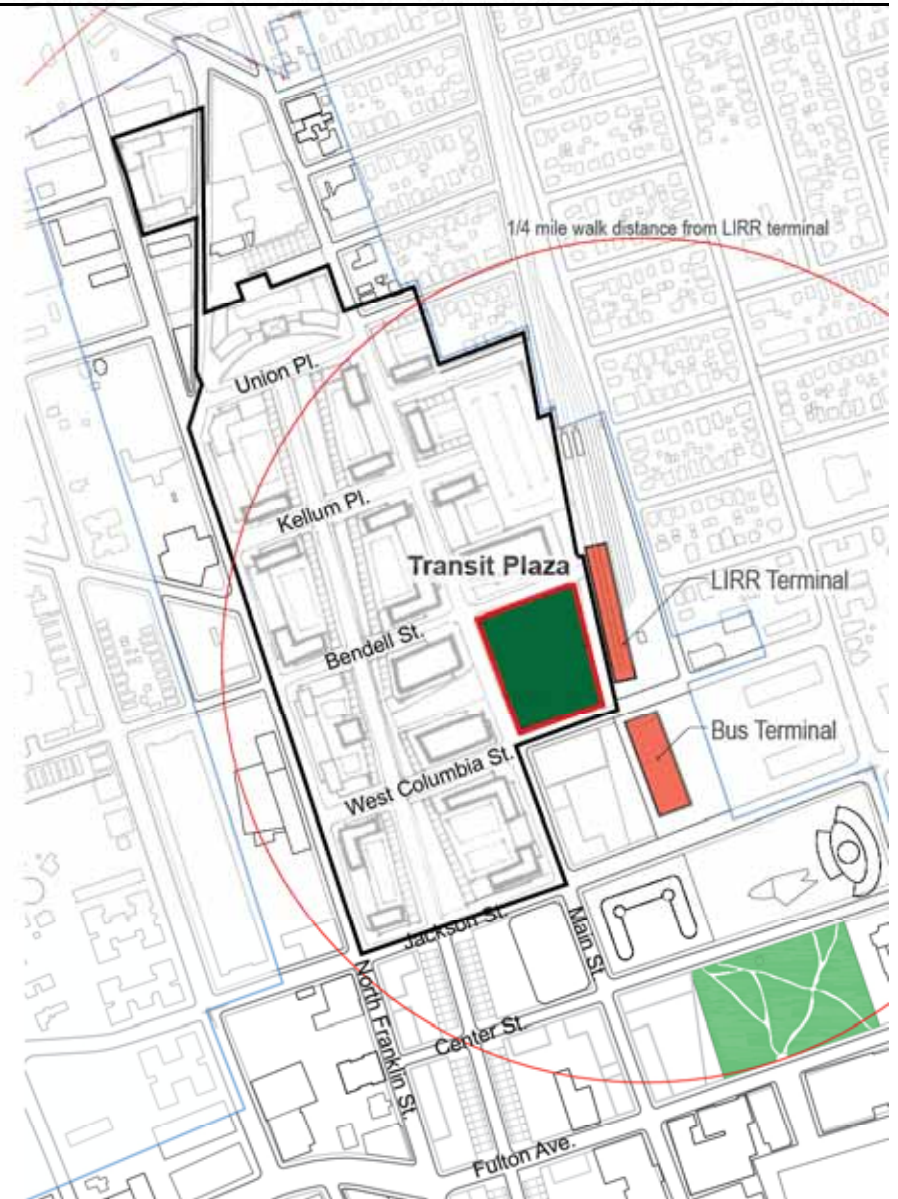 1/4 mile walk distance from LIRR terminal
Union Pl.
Kellum Pl.
Transit Plaza
LIRR Terminal
Bendell St.
Bus Terminal
West Columbia St.
Jackson St.
Main St.
North Franklin St.
Center St.
Fulton Ave.